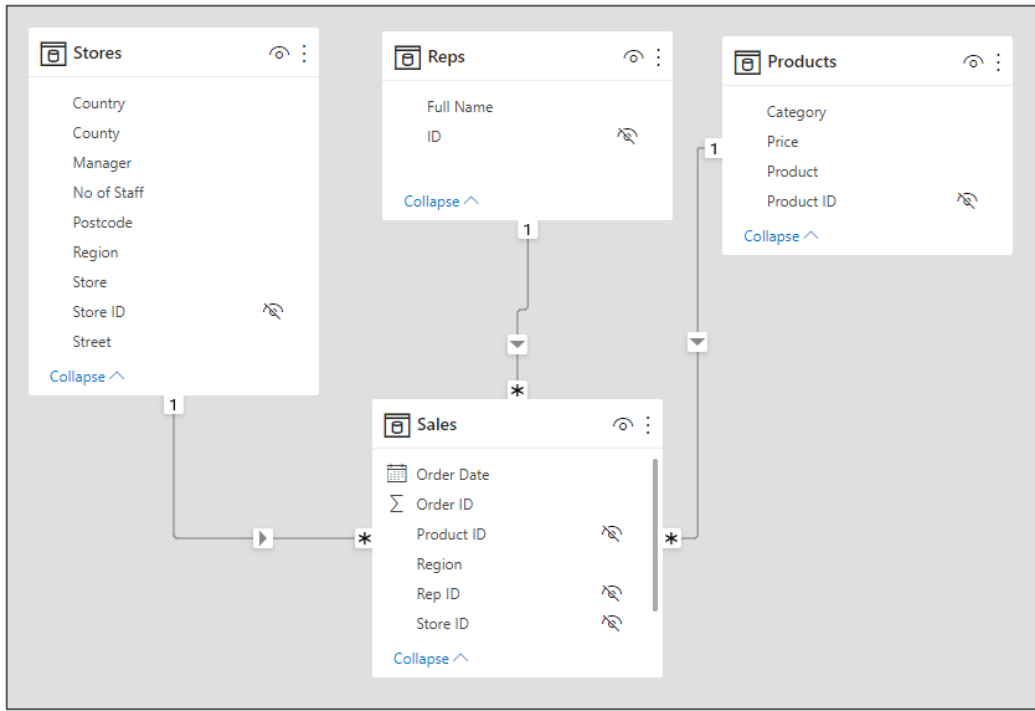 Stores
Country
County
Manager
No of Staff
Postcode
Region
Store
Store ID
Street
Collapse
1
Reps
Full Name
ID
Collapse
1
*
Products
Category
Price
Product
Product ID
Collapse
1
Sales
Order Date
Σ Order ID
Product ID
Region
Rep ID
Store ID
Collapse
*
*